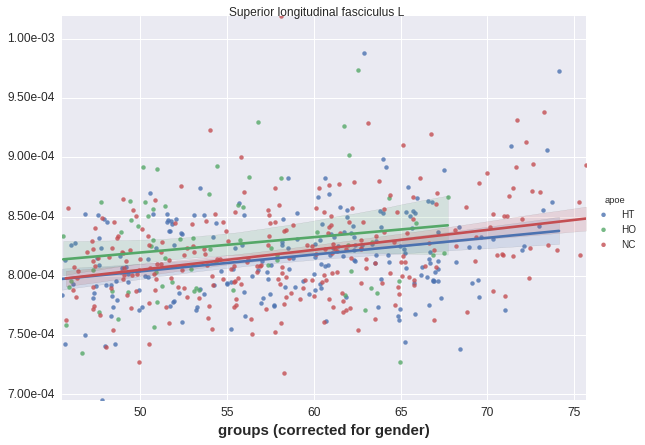 Superior longitudinal fasciculus L
1.00e-03
9.50e-04
9.00e-04
8.50e-04
8.00e-04
7.50e-04
7.00e-04
apoe
HT
HO
NC
50 55 60 65 70 75
groups (corrected for gender)